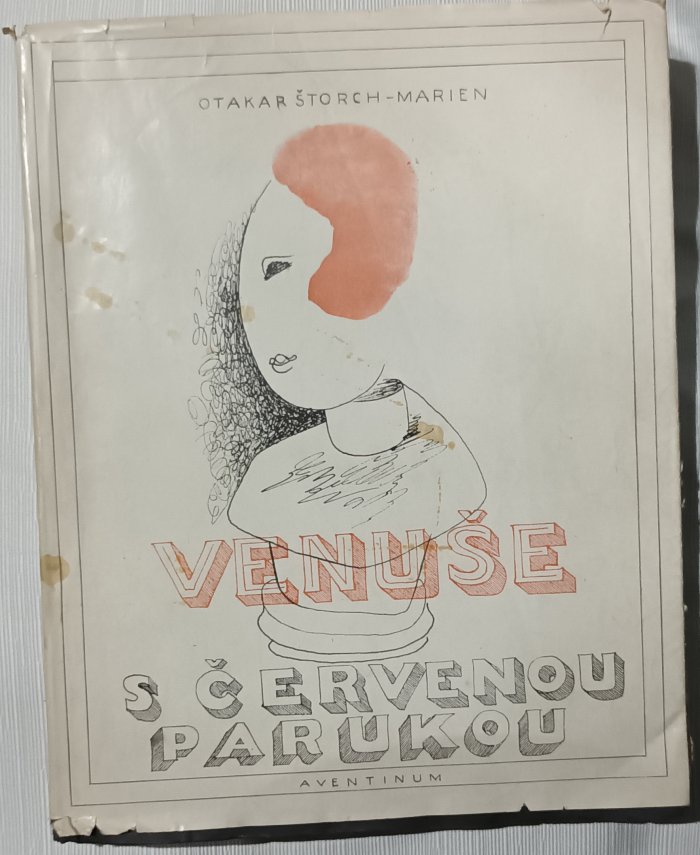 OTAKAR ŠTORCH-MARIEN
VENUŠE
S ČERVENOU
PARUKOU
AVENTINUM